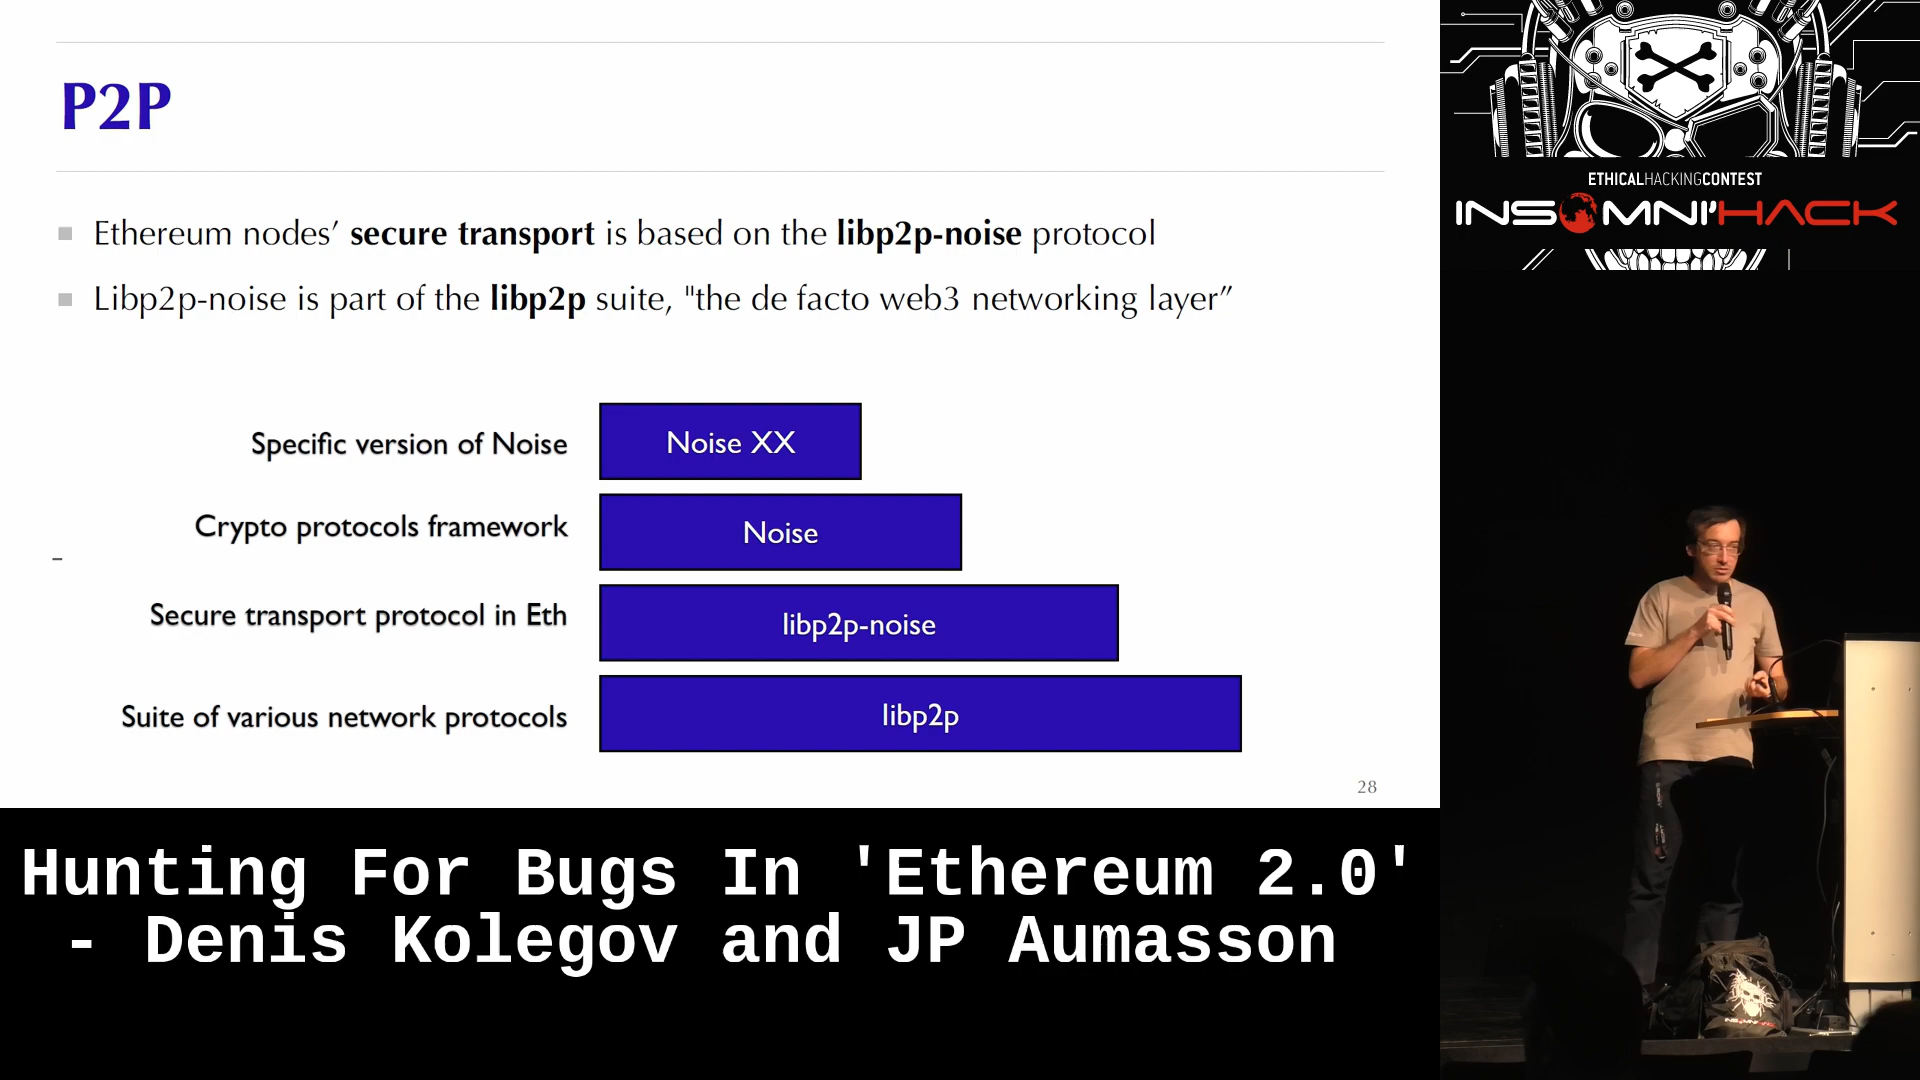 P2P
Ethereum nodes’ secure transport is based on the libp2p-noise protocol
Libp2p-noise is part of the libp2p suite, "the de facto web3 networking layer”
Specific version of Noise
Noise XX
Crypto protocols framework
Noise
Secure transport protocol in Eth
libp2p-noise
Suite of various network protocols
libp2p
28
ETHICALHACKINGCONTEST
INSOMNI'HACK
Hunting For Bugs In 'Ethereum 2.0'
- Denis Kolegov and JP Aumasson
INSOMNI'HACK